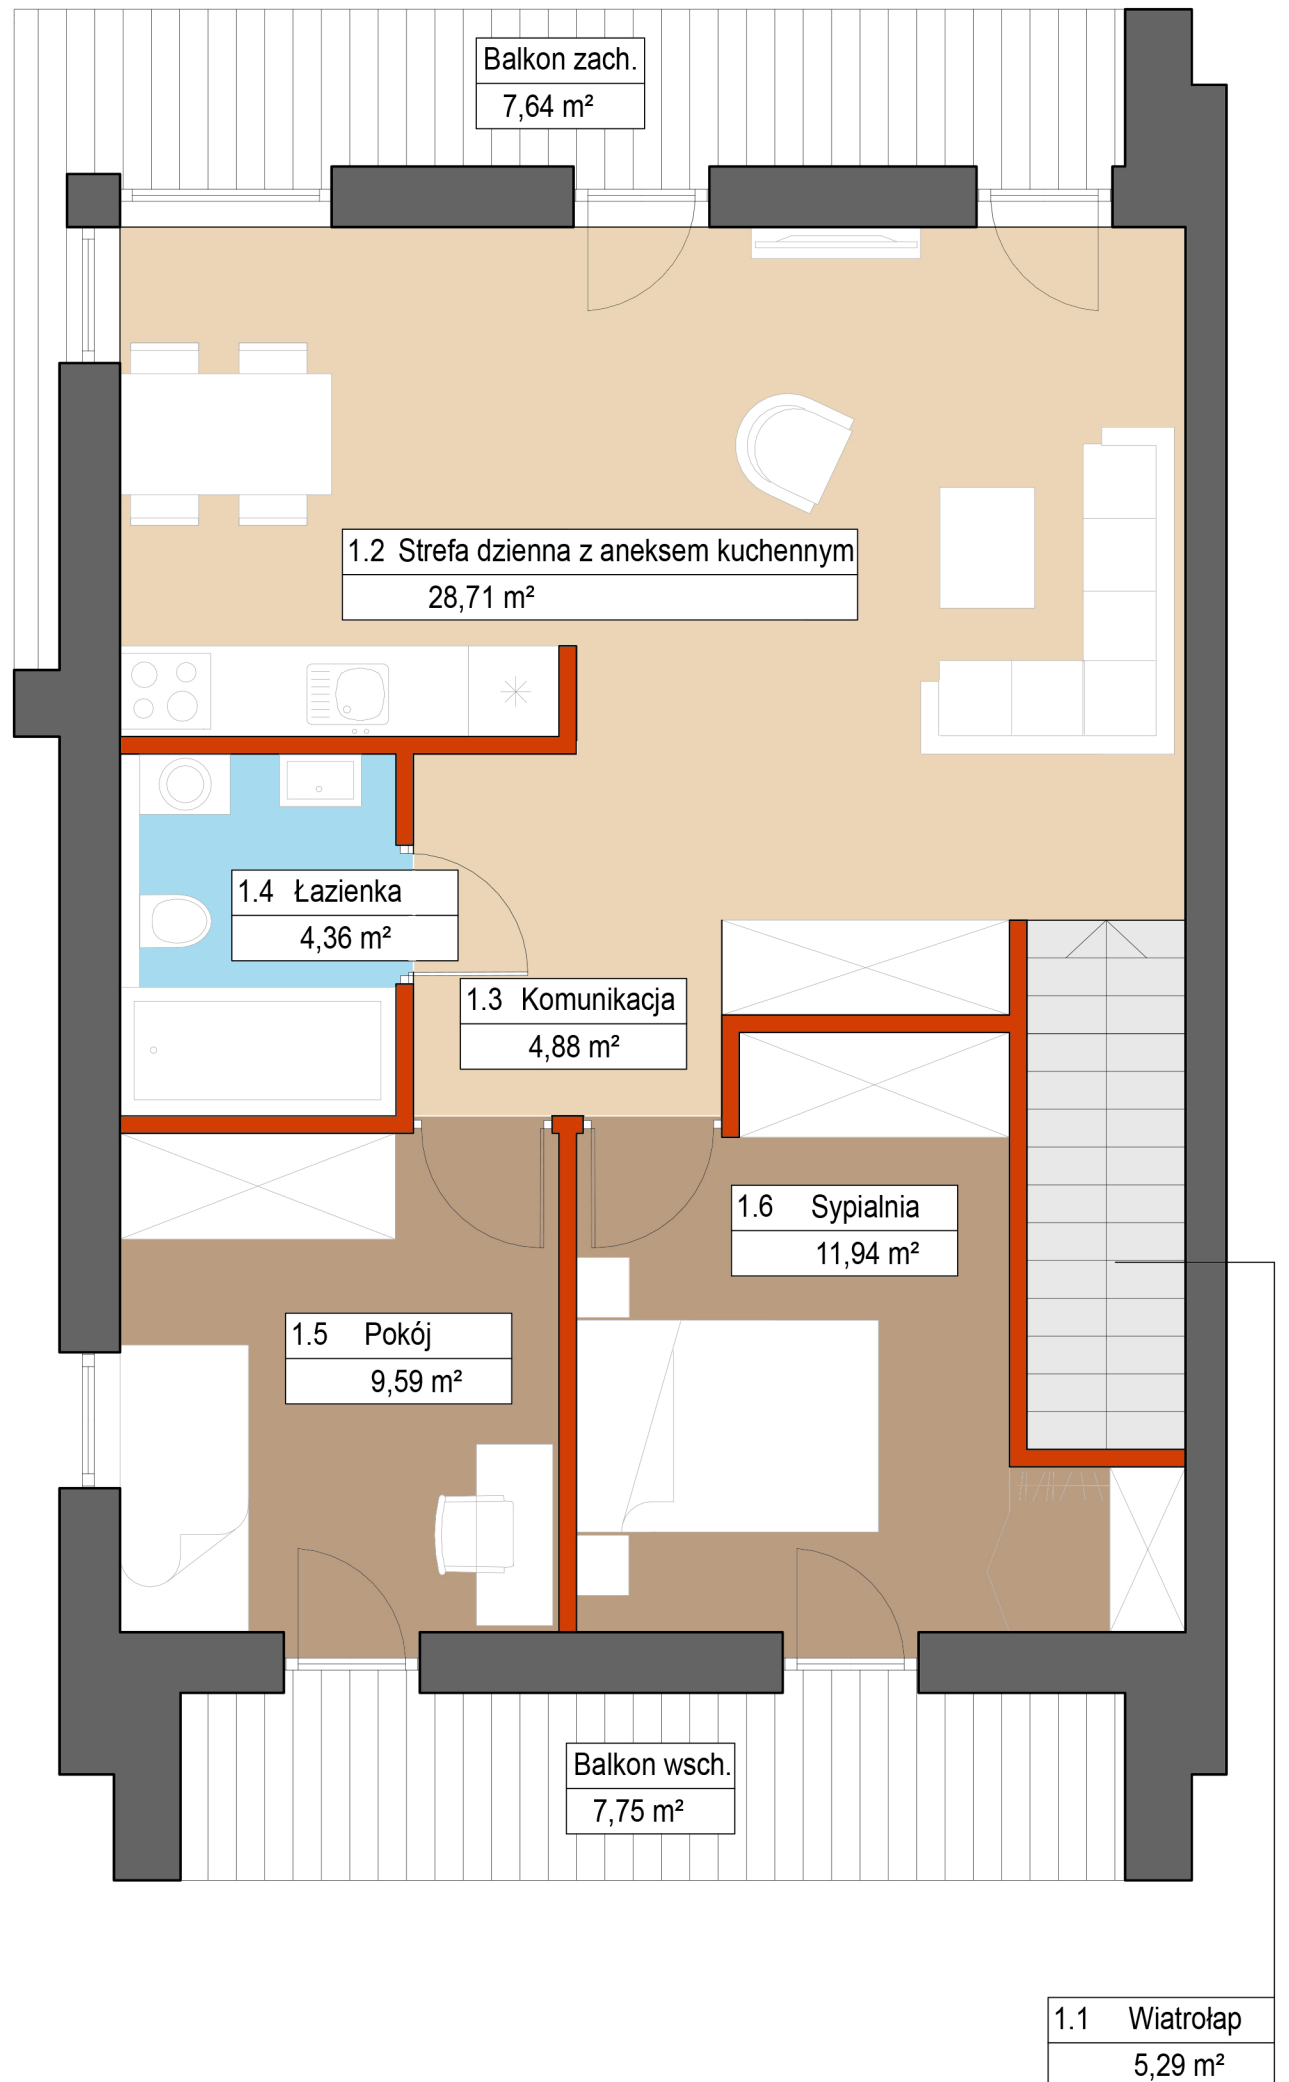 Balkon zach.
7,64 m²
1.2 Strefa dzienna z aneksem kuchennym
28,71 m²
1.4 Łazienka
4,36 m²
1.3 Komunikacja
4,88 m²
1.6 Sypialnia
11,94 m²
1.5 Pokój
9,59 m²
Balkon wsch.
7,75 m²
1.1 Wiatrołap
5,29 m²